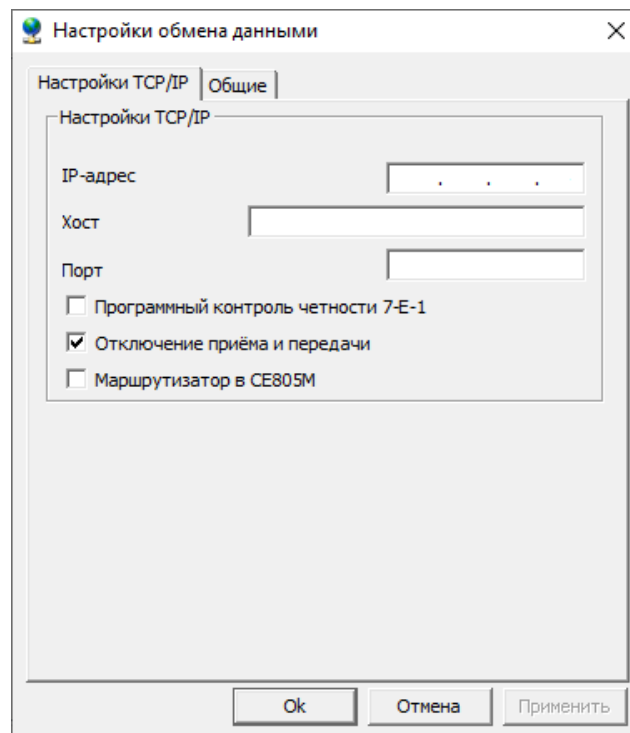 Настройки обмена данными
Настройки TCP/IP Общие
Настройки TCP/IP
IP-адрес . . .
Хост
Порт
Программный контроль четности 7-Е-1
Отключение приёма и передачи
Маршрутизатор в CE805M
Ok Отмена Применить